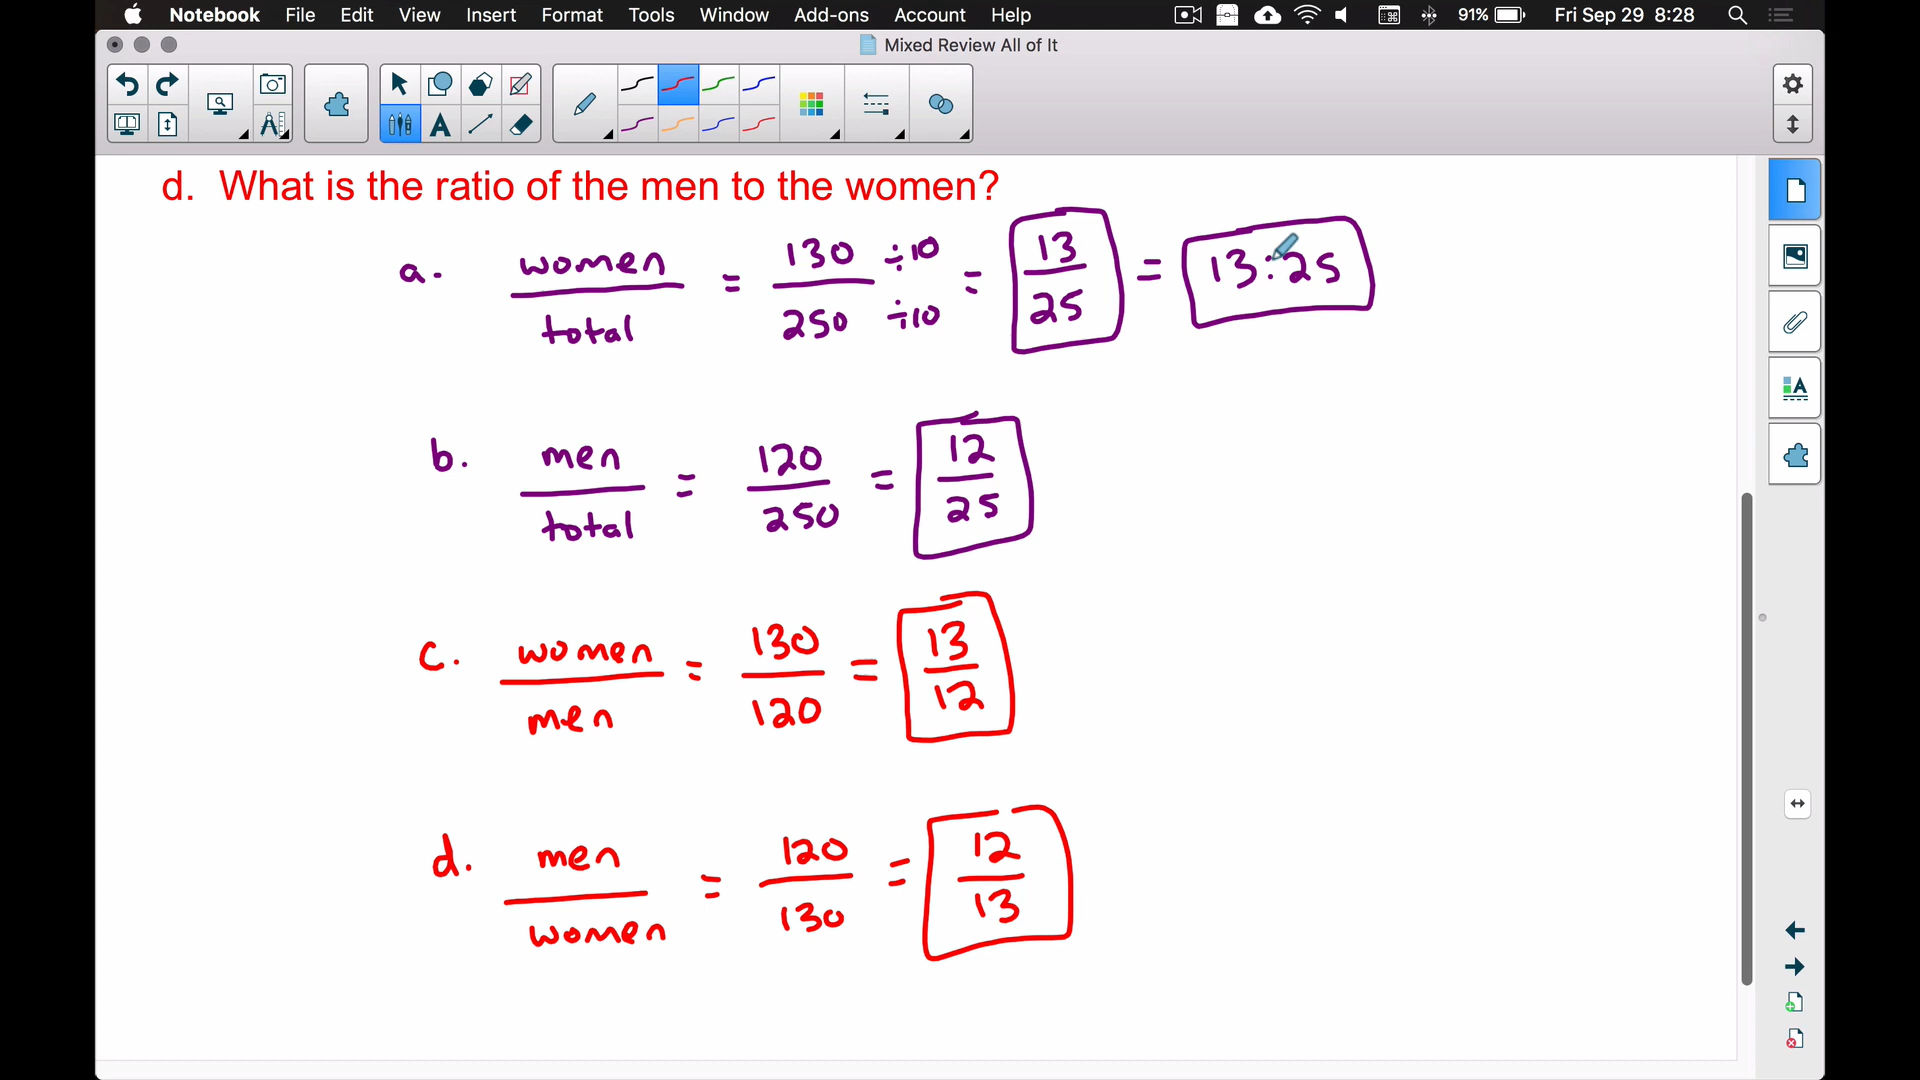 Notebook File Edit View Insert Format Tools Window Add-ons Account Help 91% Fri Sep 29 8:28
Mixed Review All of It
d. What is the ratio of the men to the women?
a. women/total = 130/250 ÷10/÷10 = 13/25 = 13:25
b. men/total = 120/250 = 12/25
c. women/men = 130/120 = 13/12
d. men/women = 120/130 = 12/13